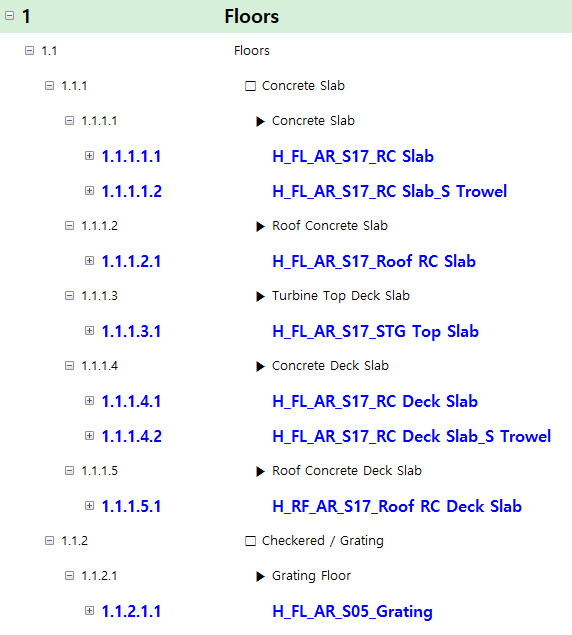 1 Floors
1.1 Floors
1.1.1 □ Concrete Slab
1.1.1.1 ▶ Concrete Slab
1.1.1.1.1 H_FL_AR_S17_RC Slab
1.1.1.1.2 H_FL_AR_S17_RC Slab_S Trowel
1.1.1.2 ▶ Roof Concrete Slab
1.1.1.2.1 H_FL_AR_S17_Roof RC Slab
1.1.1.3 ▶ Turbine Top Deck Slab
1.1.1.3.1 H_FL_AR_S17_STG Top Slab
1.1.1.4 ▶ Concrete Deck Slab
1.1.1.4.1 H_FL_AR_S17_RC Deck Slab
1.1.1.4.2 H_FL_AR_S17_RC Deck Slab_S Trowel
1.1.1.5 ▶ Roof Concrete Deck Slab
1.1.1.5.1 H_RF_AR_S17_Roof RC Deck Slab
1.1.2 □ Checkered / Grating
1.1.2.1 ▶ Grating Floor
1.1.2.1.1 H_FL_AR_S05_Grating